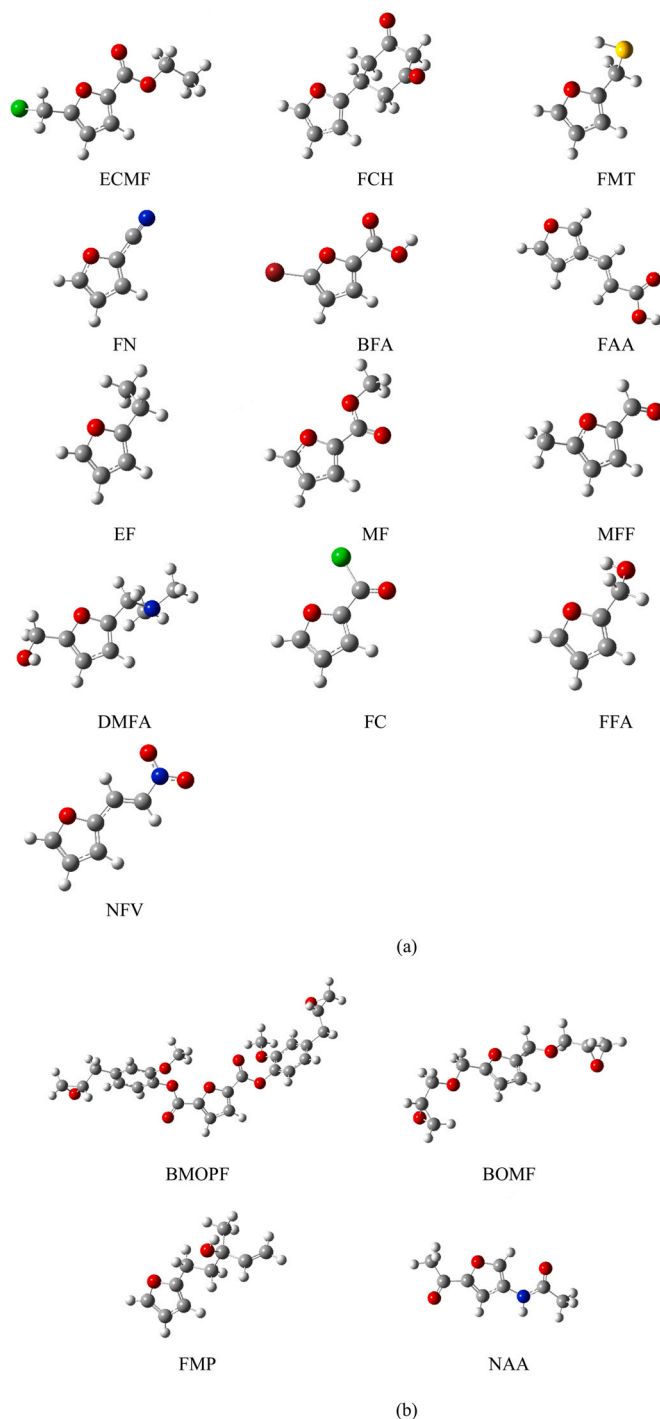 ECMF FCH FMT
FN BFA FAA
EF MF MFF
DMFA FC FFA
NFV
(a)
BMOPF BOMF
FMP NAA
(b)